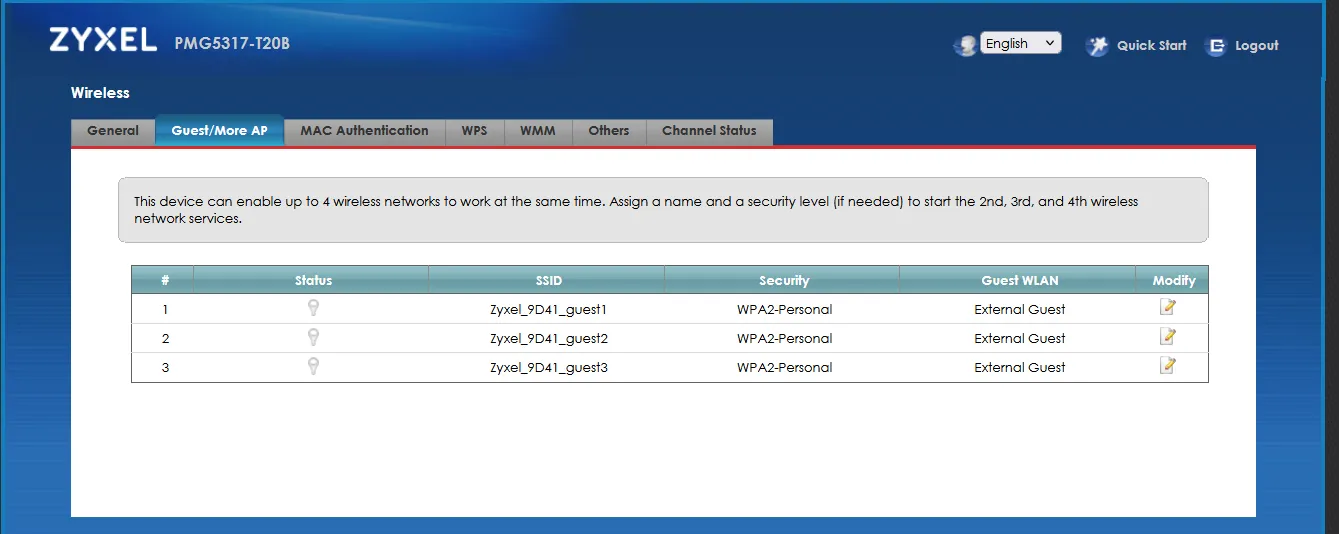 ZYXEL PMG5317-T20B
English Quick Start Logout
Wireless
General Guest/More AP MAC Authentication WPS WMM Others Channel Status
This device can enable up to 4 wireless networks to work at the same time. Assign a name and a security level (if needed) to start the 2nd, 3rd, and 4th wireless
network services.
# Status SSID Security Guest WLAN Modify
1 Zyxel_9D41_guest1 WPA2-Personal External Guest
2 Zyxel_9D41_guest2 WPA2-Personal External Guest
3 Zyxel_9D41_guest3 WPA2-Personal External Guest